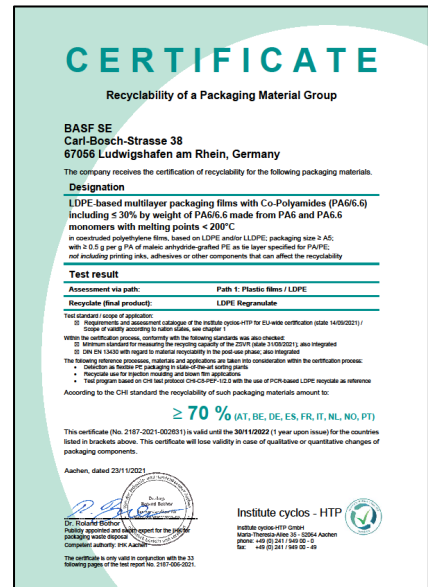 CERTIFICATE
Recyclability of a Packaging Material Group
BASF SE
Carl-Bosch-Strasse 38
67056 Ludwigshafen am Rhein, Germany
The company receives the certification of recyclability for the following packaging materials.
Designation
LDPE-based multilayer packaging films with Co-Polyamides (PA6/6.6)
including ≤ 30% by weight of PA6/6.6 made from PA6 and PA6.6
monomers with melting points < 200°C
in coextruded polyethylene films, based on LDPE and/or LLDPE; packaging size ≥ A5;
with ≥ 0.5 g per g PA of maleic anhydride-grafted PE as tie layer specified for PA/PE;
not including printing inks, adhesives or other components that can affect the recyclability
Test result
Assessment via path: Path 1: Plastic films / LDPE
Recyclate (final product): LDPE Regranulate
Test standard / scope of application:
☒ Requirements and assessment catalogue of the Institute cyclos-HTP for EU-wide certification (state 14/09/2021) /
Scope of validity according to nation states, see chapter 1
Within the certification process, conformity with the following standards was also checked:
☒ Minimum standard for measuring the recycling capacity of the ZSVR (state 31/08/2021); also integrated
☒ DIN EN 13430 with regard to material recyclability in the post-use phase; also integrated
The following reference processes, materials and applications are taken into consideration within the certification process:
• Detection as flexible PE packaging in state-of-the-art sorting plants
• Recyclate use for injection moulding and blown film applications
• Test program based on CHI test protocol CHI-CS-PEF-1/2.0 with the use of PCR-based LDPE recyclate as reference
According to the CHI standard the recyclability of such packaging materials amount to:
≥ 70 % (AT, BE, DE, ES, FR, IT, NL, NO, PT)
This certificate (No. 2187-2021-002631) is valid until the 30/11/2022 (1 year upon issue) for the countries
listed in brackets above. This certificate will lose validity in case of qualitative or quantitative changes of
packaging components.
Aachen, dated 23/11/2021
Dr.-Ing.
Roland Bothor
Dr. Roland Bothor
Publicly appointed and sworn expert for the IHK for
packaging waste disposal
Competent authority: IHK Aachen
The certificate is only valid in conjunction with the 33
following pages of the test report No. 2187-006-2021.
Institute cyclos - HTP
Institute cyclos-HTP GmbH
Maria-Theresia-Allee 35 - 52064 Aachen
phone: +49 (0) 241 / 949 00 - 0
fax: +49 (0) 241 / 949 00 - 49